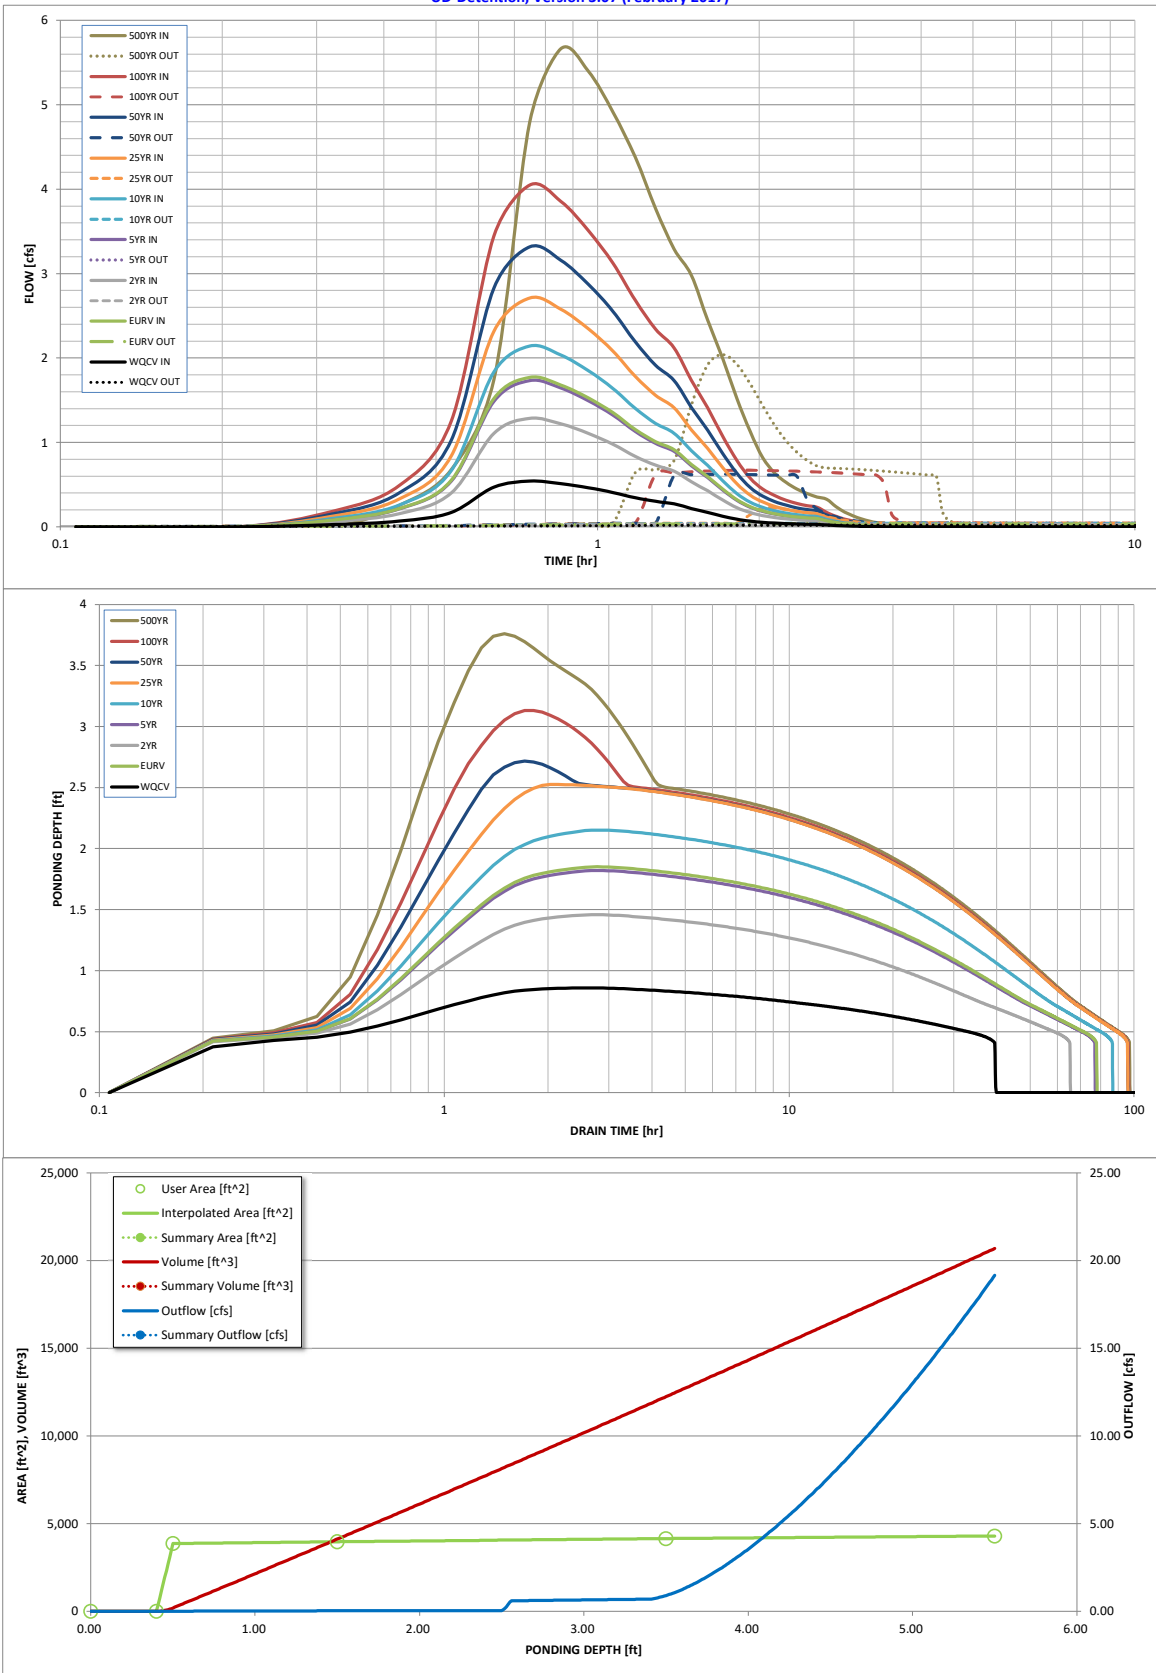 UD-Detention, Version 3.07 (February 2017)
6
5
4
3
2
1
0
FLOW [cfs]
500YR IN
500YR OUT
100YR IN
100YR OUT
50YR IN
50YR OUT
25YR IN
25YR OUT
10YR IN
10YR OUT
5YR IN
5YR OUT
2YR IN
2YR OUT
EURV IN
EURV OUT
WQCV IN
WQCV OUT
0.1
1
10
TIME [hr]
4
3.5
3
2.5
2
1.5
1
0.5
0
PONDING DEPTH [ft]
500YR
100YR
50YR
25YR
10YR
5YR
2YR
EURV
WQCV
0.1
1
10
100
DRAIN TIME [hr]
25,000
20,000
15,000
10,000
5,000
0
AREA [ft^2], VOLUME [ft^3]
User Area [ft^2]
Interpolated Area [ft^2]
Summary Area [ft^2]
Volume [ft^3]
Summary Volume [ft^3]
Outflow [cfs]
Summary Outflow [cfs]
25.00
20.00
15.00
10.00
5.00
0.00
OUTFLOW [cfs]
0.00
1.00
2.00
3.00
4.00
5.00
6.00
PONDING DEPTH [ft]